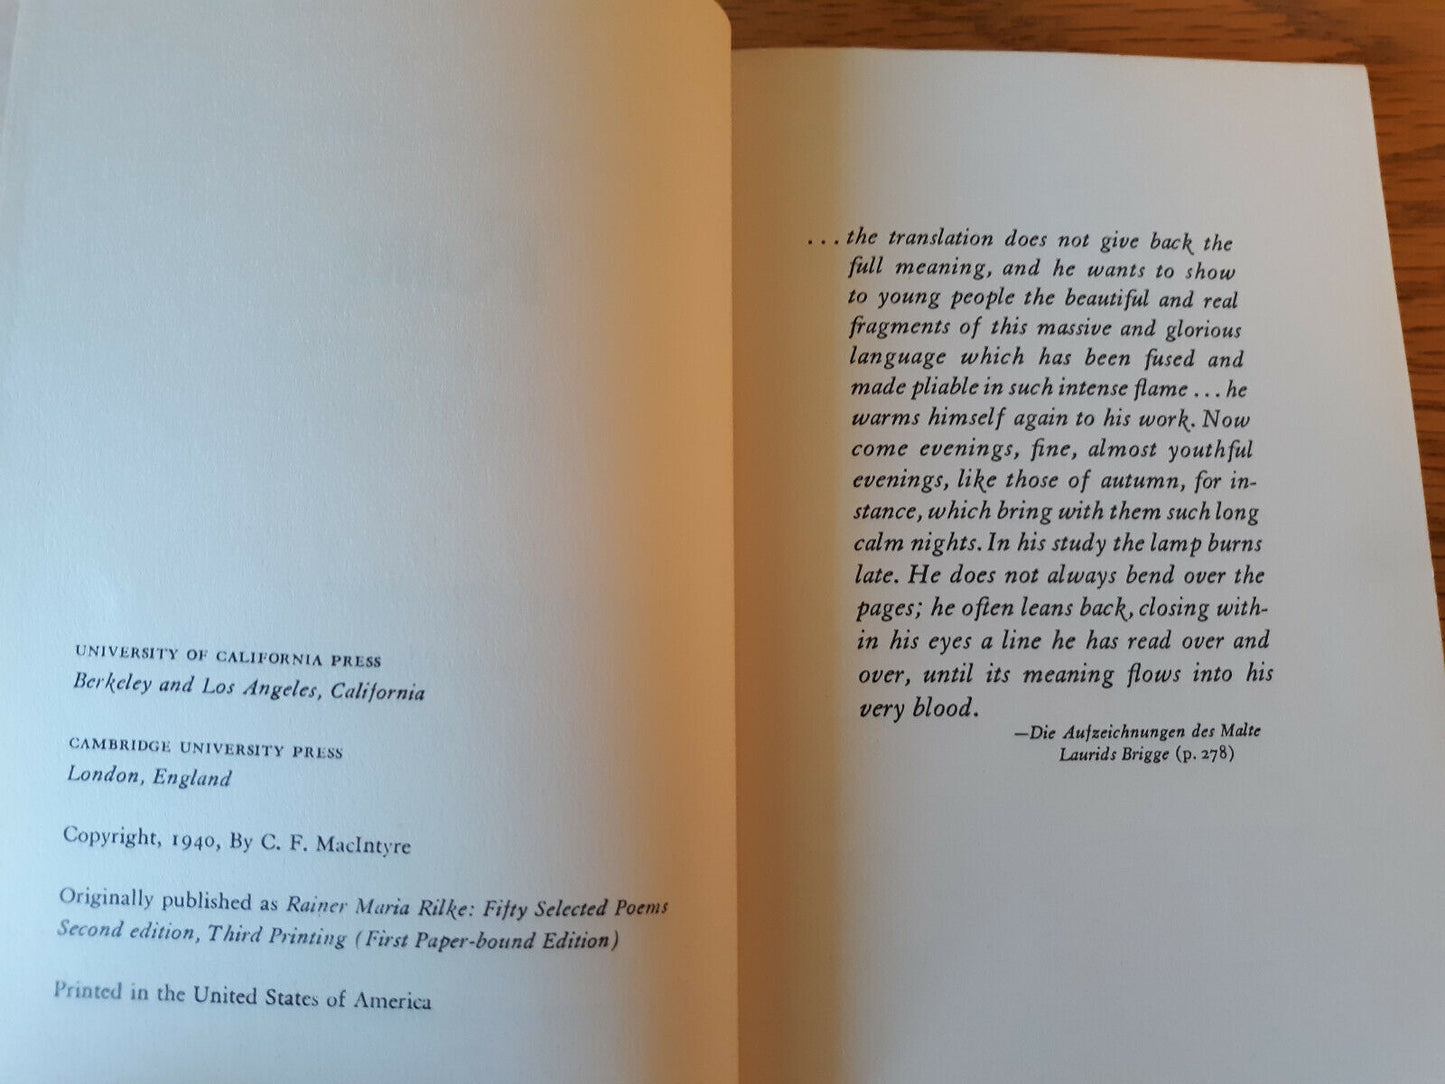 UNIVERSITY OF CALIFORNIA PRESS
Berkeley and Los Angeles, California
CAMBRIDGE UNIVERSITY PRESS
London, England
Copyright, 1940, By C. F. MacIntyre
Originally published as Rainer Maria Rilke: Fifty Selected Poems
Second edition, Third Printing (First Paper-bound Edition)
Printed in the United States of America
...the translation does not give back the
full meaning, and he wants to show
to young people the beautiful and real
fragments of this massive and glorious
language which has been fused and
made pliable in such intense flame ... he
warms himself again to his work. Now
come evenings, fine, almost youthful
evenings, like those of autumn, for in-
stance, which bring with them such long
calm nights. In his study the lamp burns
late. He does not always bend over the
pages; he often leans back, closing with-
in his eyes a line he has read over and
over, until its meaning flows into his
very blood.
—Die Aufzeichnungen des Malte
Laurids Brigge (p. 278)